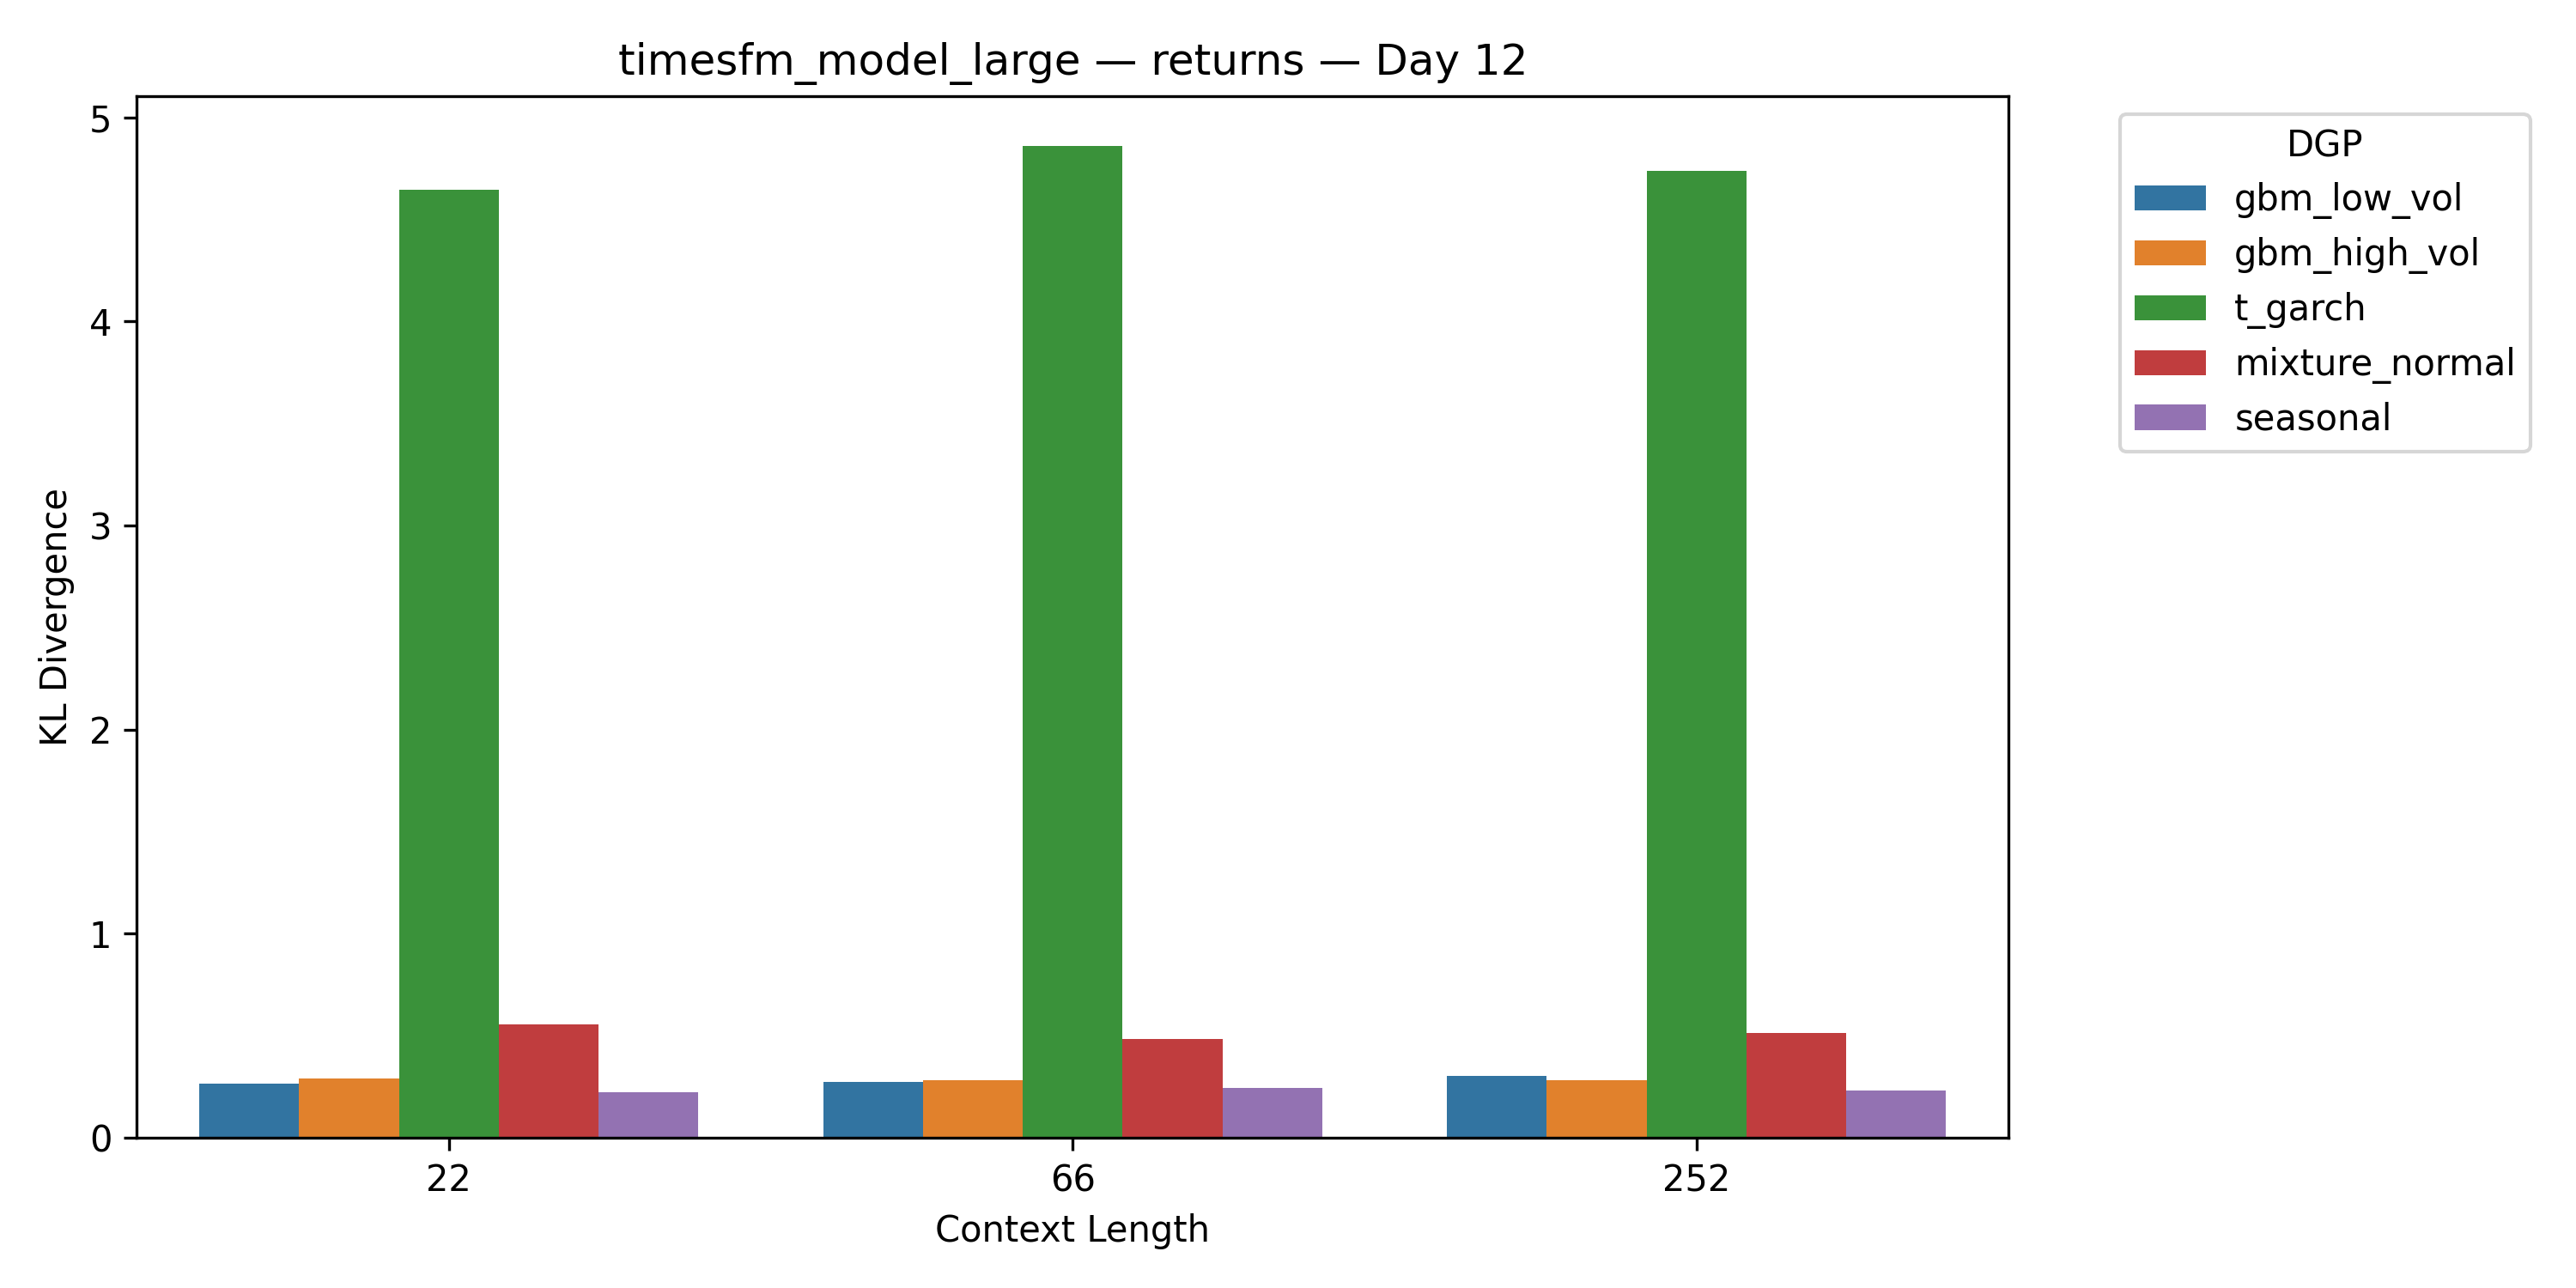 timesfm_model_large — returns — Day 12
KL Divergence
5
4
3
2
1
0
22
66
252
Context Length
DGP
gbm_low_vol
gbm_high_vol
t_garch
mixture_normal
seasonal